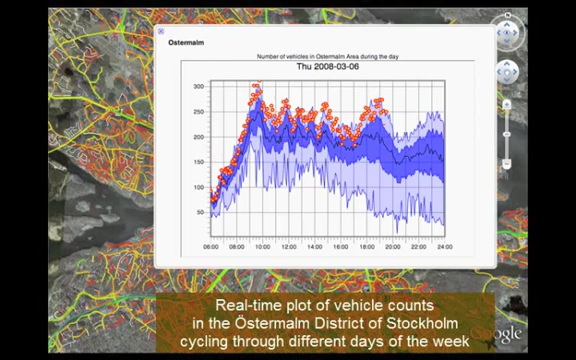 Ostermalm
Number of vehicles in Ostermalm Area during the day
Thu 2008-03-06
300
250
200
150
100
50
06:00 08:00 10:00 12:00 14:00 16:00 18:00 20:00 22:00 24:00
Real-time plot of vehicle counts
in the Östermalm District of Stockholm
cycling through different days of the week
Google